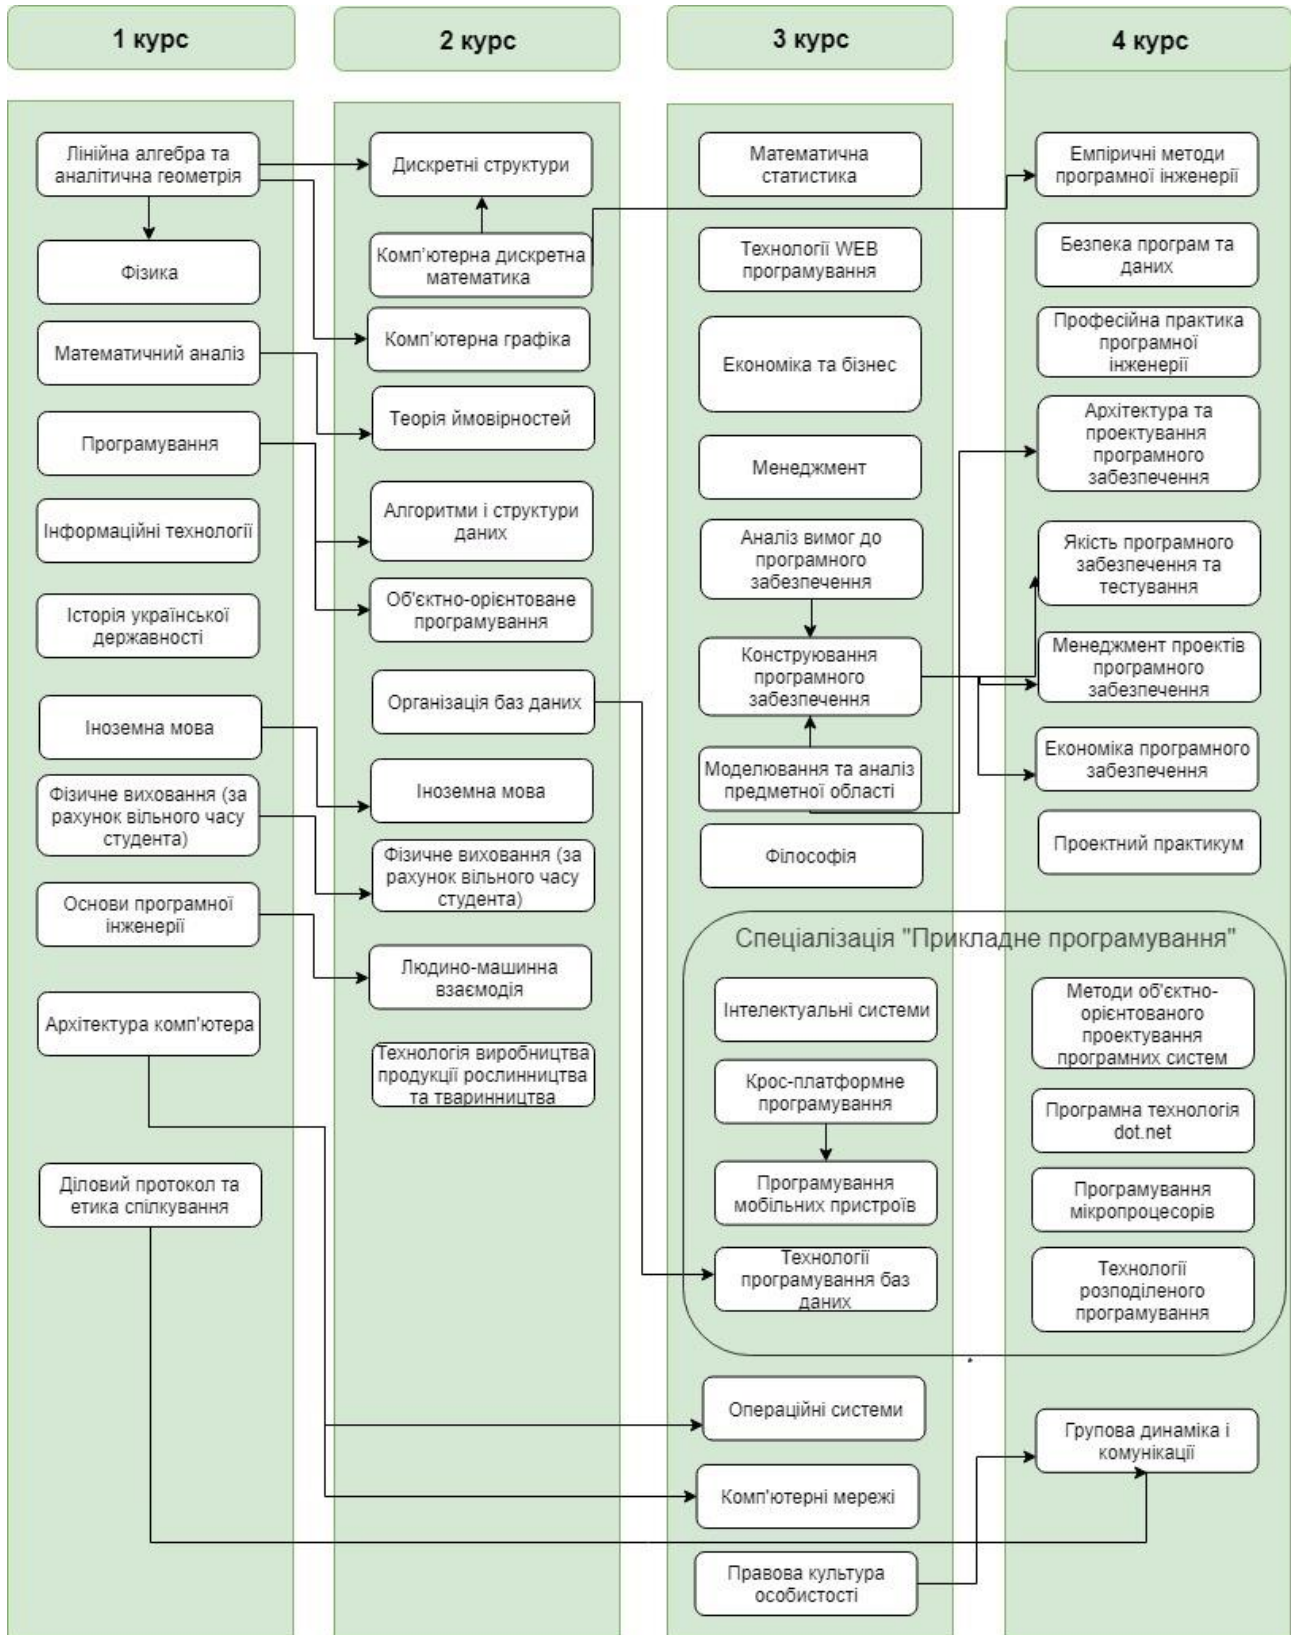 1 курс
Лінійна алгебра та
аналітична геометрія
Фізика
Математичний аналіз
Програмування
Інформаційні технології
Історія української
державності
Іноземна мова
Фізичне виховання (за
рахунок вільного часу
студента)
Основи програмної
інженерії
Архітектура комп'ютера
Діловий протокол та
етика спілкування
2 курс
Дискретні структури
Комп'ютерна дискретна
математика
Комп'ютерна графіка
Теорія ймовірностей
Алгоритми і структури
даних
Об'єктно-орієнтоване
програмування
Організація баз даних
Іноземна мова
Фізичне виховання (за
рахунок вільного часу
студента)
Людино-машинна
взаємодія
Технологія виробництва
продукції рослинництва
та тваринництва
3 курс
Математична
статистика
Технології WEB
програмування
Економіка та бізнес
Менеджмент
Аналіз вимог до
програмного
забезпечення
Конструювання
програмного
забезпечення
Моделювання та аналіз
предметної області
Філософія
4 курс
Емпіричні методи
програмної інженерії
Безпека програм та
даних
Професійна практика
програмної
інженерії
Архітектура та
проектування
програмного
забезпечення
Якість програмного
забезпечення та
тестування
Менеджмент проектів
програмного
забезпечення
Економіка програмного
забезпечення
Проектний практикум
Спеціалізація "Прикладне програмування"
Інтелектуальні системи
Крос-платформне
програмування
Програмування
мобільних пристроїв
Технології
програмування баз
даних
Методи об'єктно-
орієнтованого
проектування
програмних систем
Програмна технологія
dot.net
Програмування
мікропроцесорів
Технології
розподіленого
програмування
Операційні системи
Комп'ютерні мережі
Правова культура
особистості
Групова динаміка і
комунікації